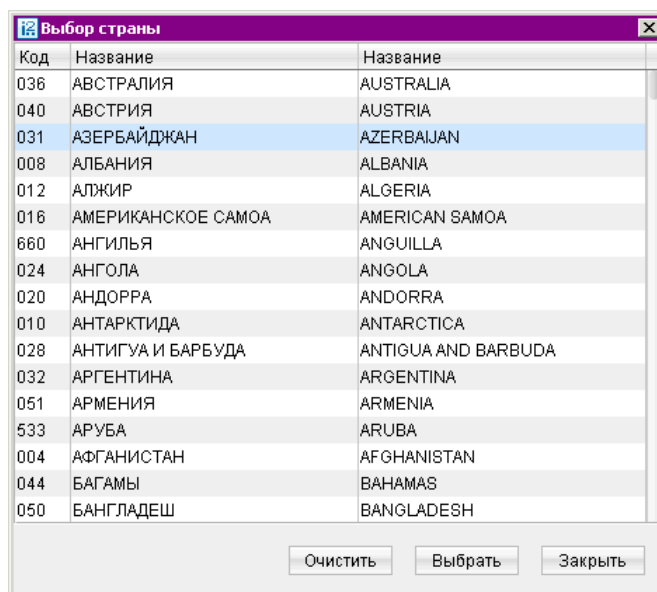 i2 Выбор страны
Код Название Название
036 АВСТРАЛИЯ AUSTRALIA
040 АВСТРИЯ AUSTRIA
031 АЗЕРБАЙДЖАН AZERBAIJAN
008 АЛБАНИЯ ALBANIA
012 АЛЖИР ALGERIA
016 АМЕРИКАНСКОЕ САМОА AMERICAN SAMOA
660 АНГИЛЬЯ ANGUILLA
024 АНГОЛА ANGOLA
020 АНДОРРА ANDORRA
010 АНТАРКТИДА ANTARCTICA
028 АНТИГУА И БАРБУДА ANTIGUA AND BARBUDA
032 АРГЕНТИНА ARGENTINA
051 АРМЕНИЯ ARMENIA
533 АРУБА ARUBA
004 АФГАНИСТАН AFGHANISTAN
044 БАГАМЫ BAHAMAS
050 БАНГЛАДЕШ BANGLADESH
Очистить Выбрать Закрыть